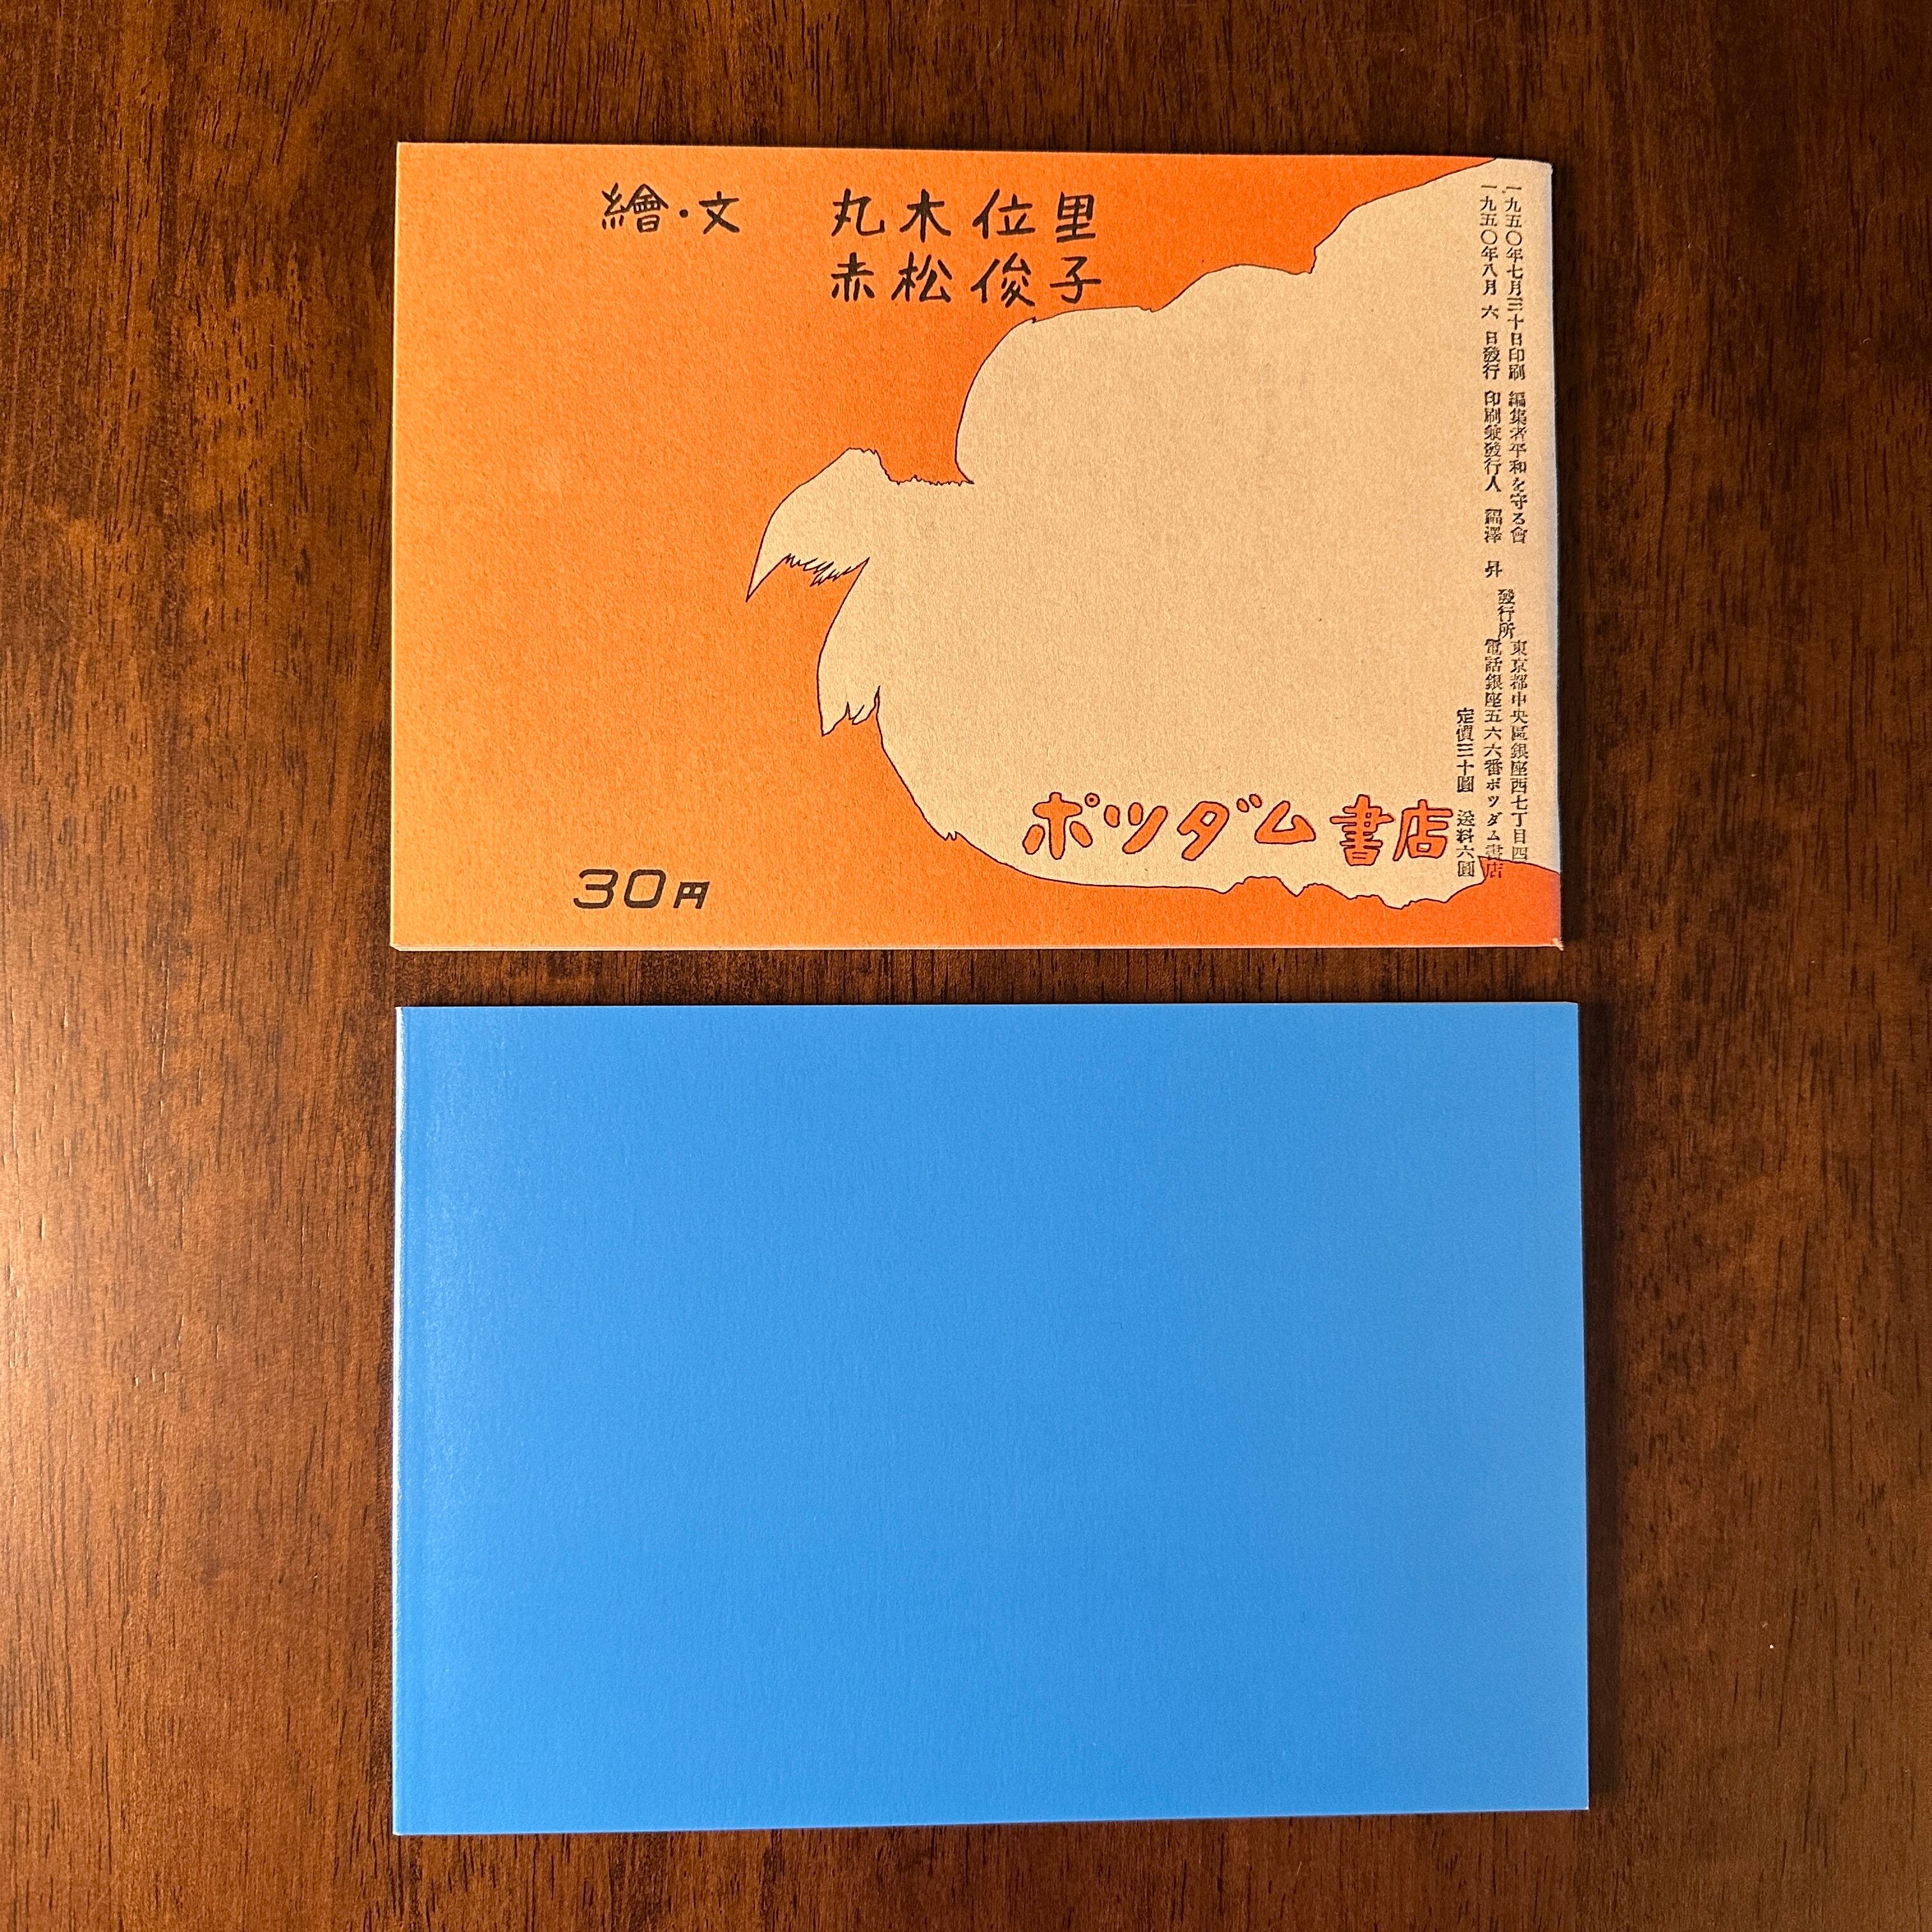 繪・文　丸木位里
赤松俊子
一九五〇年七月三十日印刷　編集者平和を守る會
一九五〇年八月　六　日發行　印刷兼發行人　　昇
發行所
東京都中央區銀座西七丁目四
電話銀座五六六番ポツダム書店
定價三十圓　送料六圓
ポツダム書店
30円